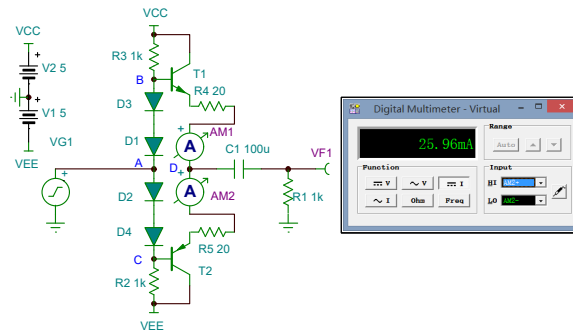 VCC
VCC
R3 1k
T1
V2 5
B
R4 20
D3
AM1
+
V1 5
D1
A
VG1
VEE
A
D
+
C1 100u
VF1
D2
A
AM2
R1 1k
D4
R5 20
C
T2
R2 1k
VEE
Digital Multimeter - Virtual
25.96mA
Range
Auto
Function
V
V
I
I
Ohm
Freq
Input
HI AM2+
LO AM2-